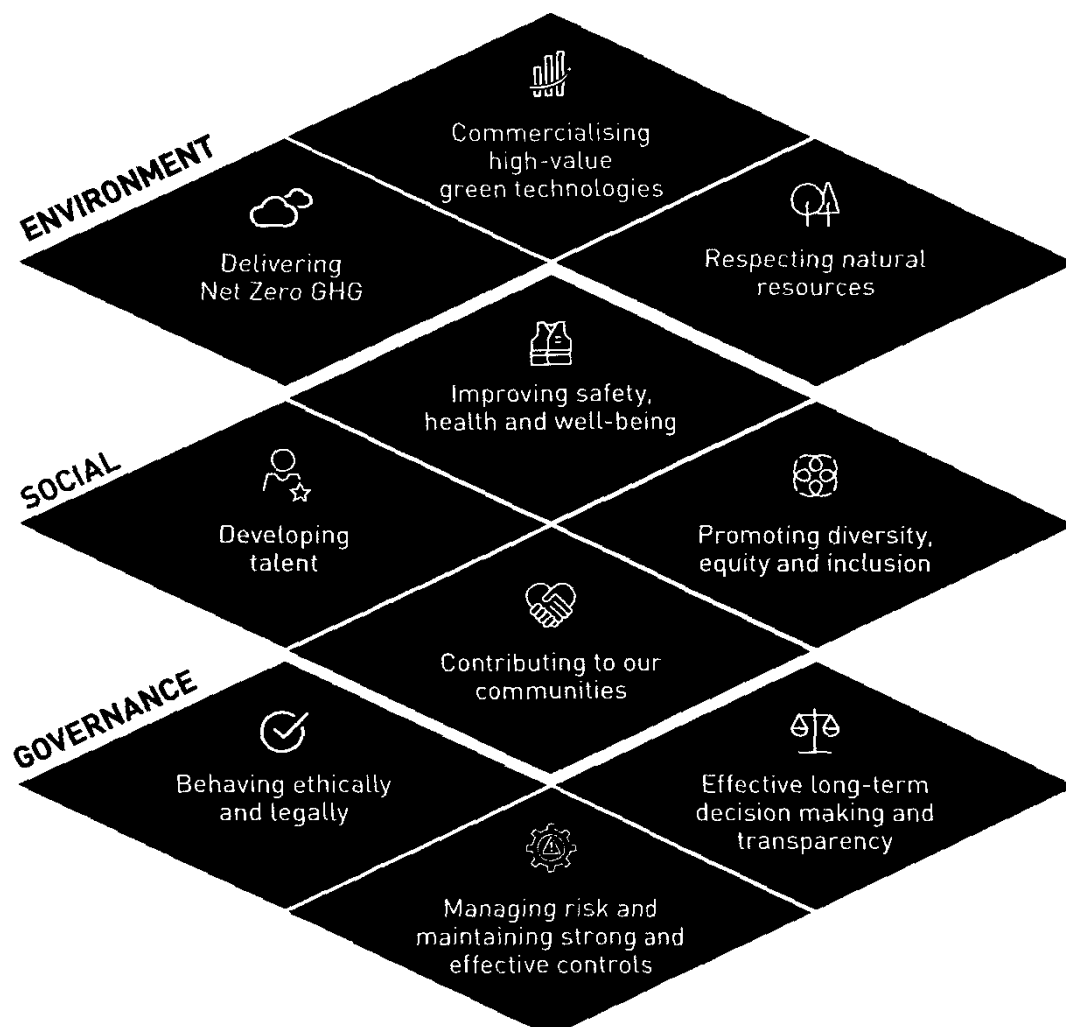 ENVIRONMENT
Commercialising
high-value
green technologies
Delivering
Net Zero GHG
Respecting natural
resources
SOCIAL
Improving safety,
health and well-being
Developing
talent
Promoting diversity,
equity and inclusion
Contributing to our
communities
GOVERNANCE
Behaving ethically
and legally
Effective long-term
decision making and
transparency
Managing risk and
maintaining strong and
effective controls